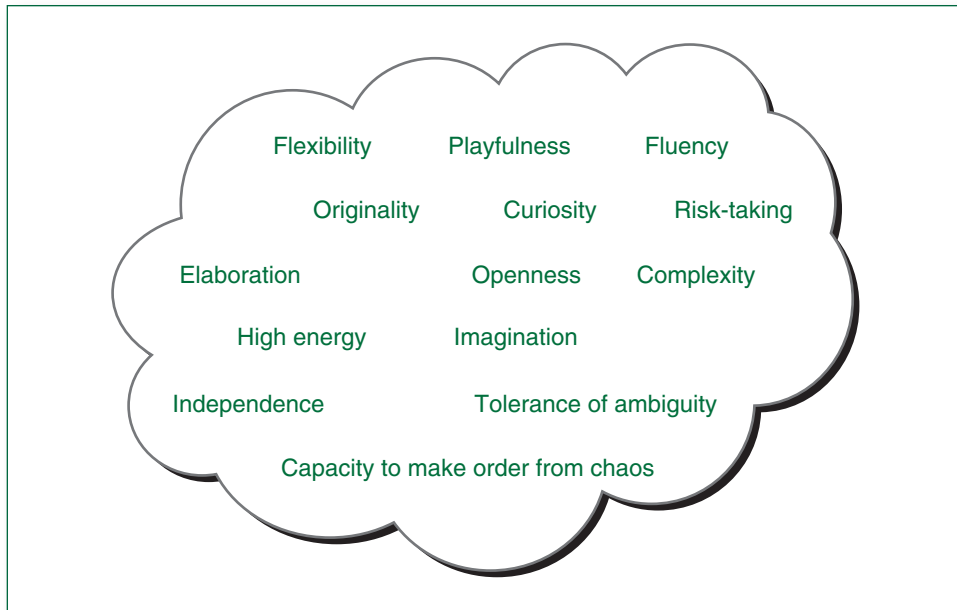 Flexibility Playfulness Fluency
Originality Curiosity Risk-taking
Elaboration Openness Complexity
High energy Imagination
Independence Tolerance of ambiguity
Capacity to make order from chaos